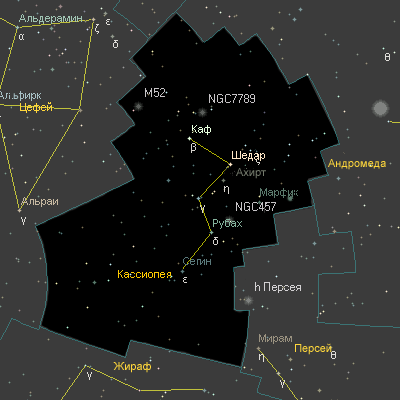 Альдерамин
ζ
α
ε
δ
θ
M52
NGC7789
Альфирк
Цефей
Каф
β
Шедар
ζ
Андромеда
Ахирт
η
Марфик
Альраи
γ
γ
NGC457
Рубах
δ
Сегин
Кассиопея
ε
h Персея
Мирам
Персей
θ
η
Жираф
γ
γ